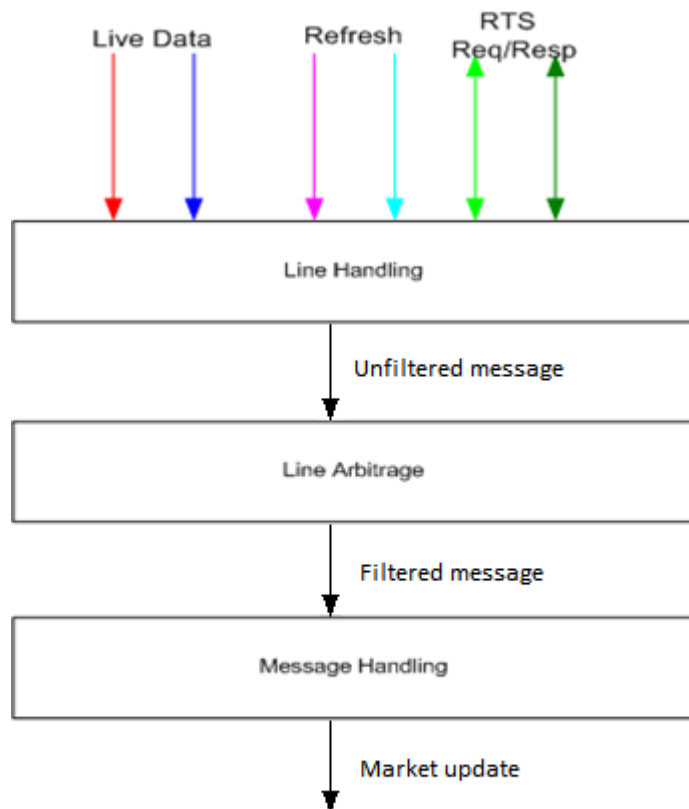 Live Data
Refresh
RTS
Req/Resp
Line Handling
Unfiltered message
Line Arbitrage
Filtered message
Message Handling
Market update